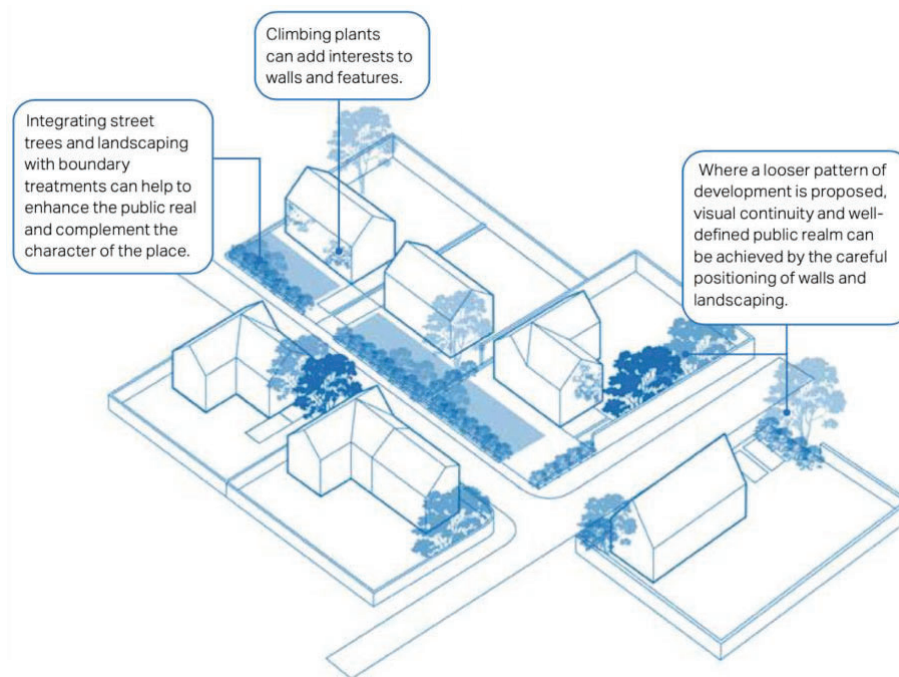 Climbing plants
can add interests to
walls and features.
Integrating street
trees and landscaping
with boundary
treatments can help to
enhance the public real
and complement the
character of the place.
Where a looser pattern of
development is proposed,
visual continuity and well-
defined public realm can
be achieved by the careful
positioning of walls and
landscaping.